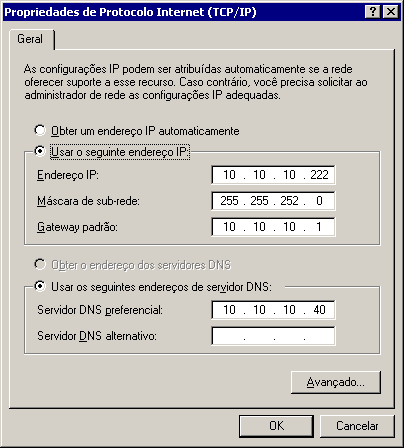 Propriedades de Protocolo Internet (TCP/IP)
Geral
As configurações IP podem ser atribuídas automaticamente se a rede
oferecer suporte a esse recurso. Caso contrário, você precisa solicitar ao
administrador de rede as configurações IP adequadas.
Obter um endereço IP automaticamente
Usar o seguinte endereço IP:
Endereço IP: 10 . 10 . 10 . 222
Máscara de sub-rede: 255 . 255 . 252 . 0
Gateway padrão: 10 . 10 . 10 . 1
Obter o endereço dos servidores DNS
Usar os seguintes endereços de servidor DNS:
Servidor DNS preferencial: 10 . 10 . 10 . 40
Servidor DNS alternativo: . . .
Avançado...
OK Cancelar